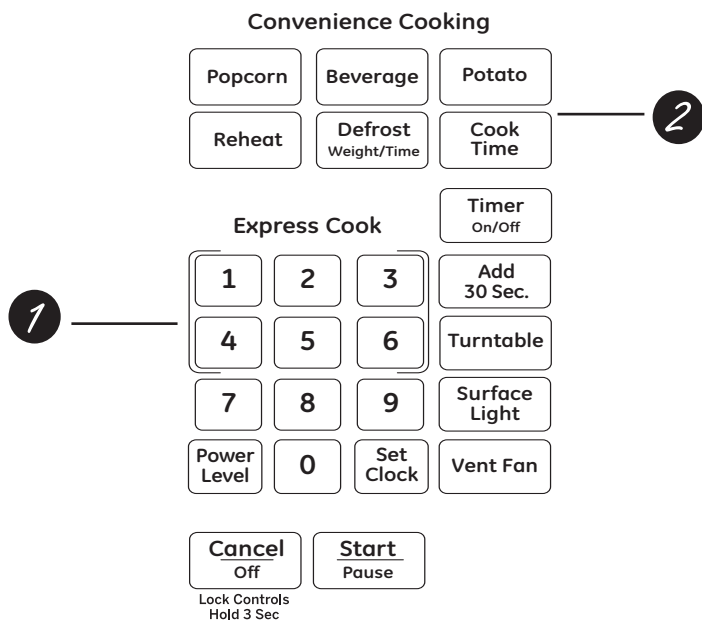 Convenience Cooking
Popcorn
Beverage
Potato
Reheat
Defrost
Weight/Time
Cook
Time
2
Timer
On/Off
Express Cook
1
2
3
Add
30 Sec.
1
4
5
6
Turntable
7
8
9
Surface
Light
Power
Level
0
Set
Clock
Vent Fan
Cancel
Off
Start
Pause
Lock Controls
Hold 3 Sec